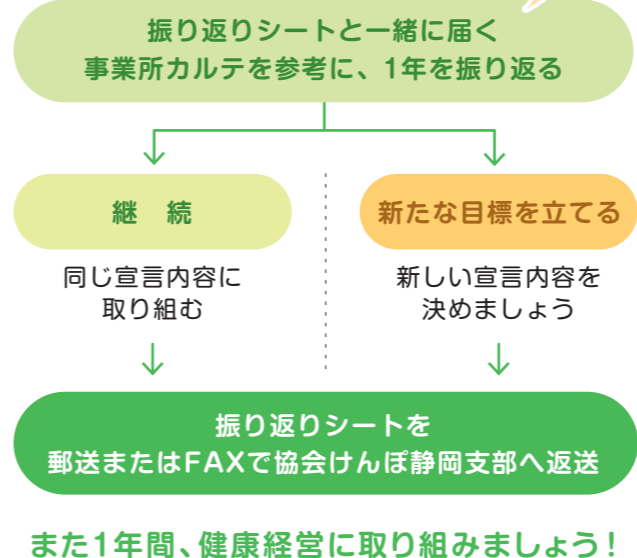 振り返りシートと一緒に届く
事業所カルテを参考に、1年を振り返る
継　続
新たな目標を立てる
同じ宣言内容に
取り組む
新しい宣言内容を
決めましょう
振り返りシートを
郵送またはFAXで協会けんぽ静岡支部へ返送
また1年間、健康経営に取り組みましょう！